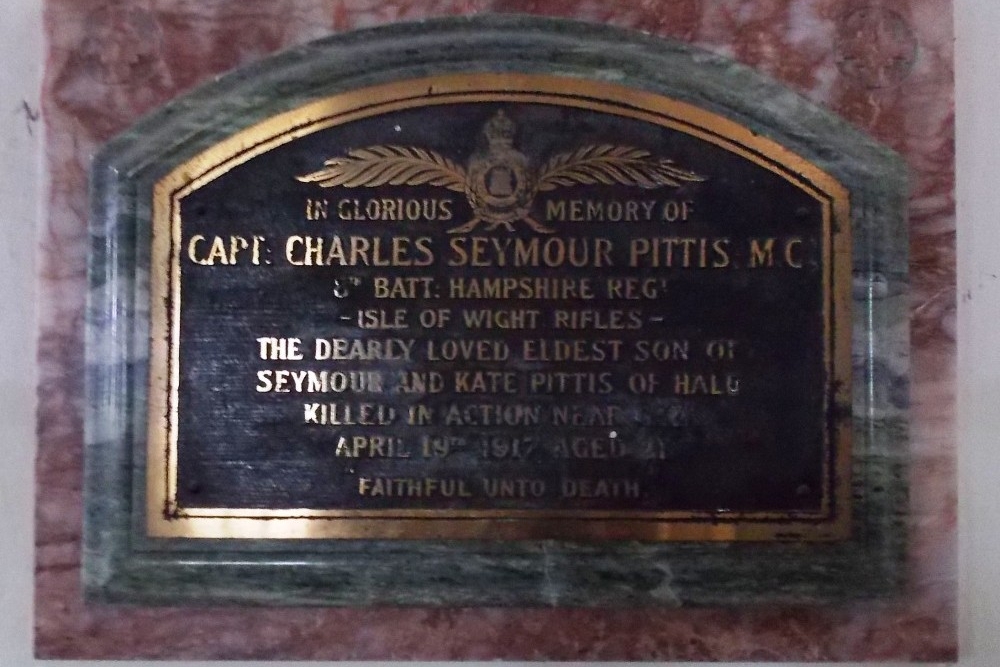 IN GLORIOUS MEMORY OF
CAPT: CHARLES SEYMOUR PITTIS M.C.
8TH BATT: HAMPSHIRE REGT
- ISLE OF WIGHT RIFLES -
THE DEARLY LOVED ELDEST SON OF
SEYMOUR AND KATE PITTIS OF HALE
KILLED IN ACTION NEAR
APRIL 19TH 1917, AGED 21
FAITHFUL UNTO DEATH.